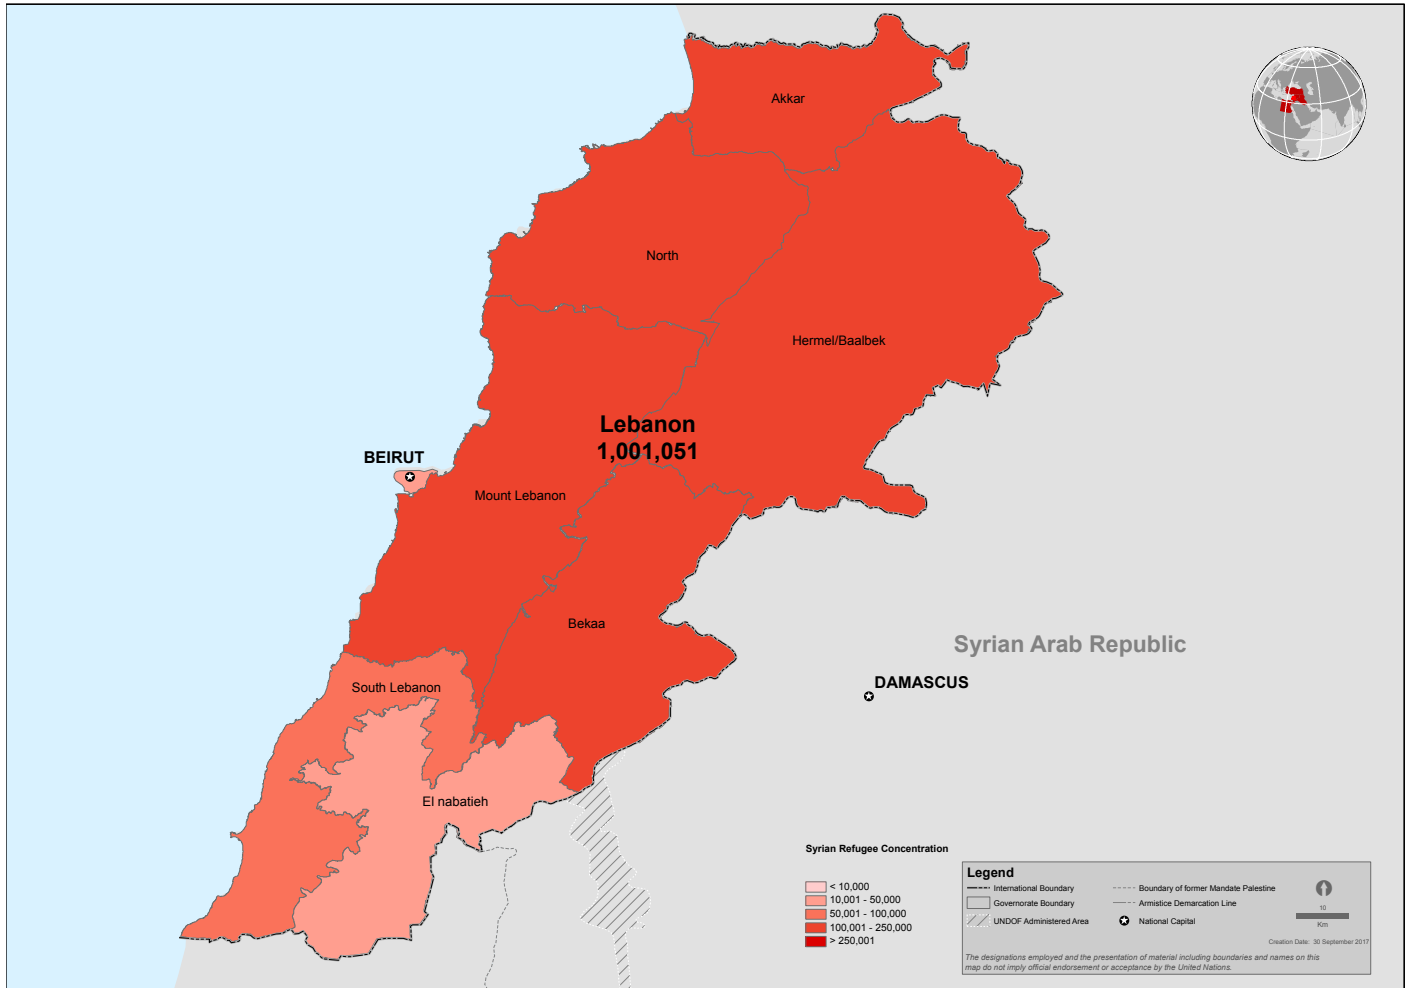 Akkar
North
Hermel/Baalbek
Lebanon
1,001,051
BEIRUT
Mount Lebanon
Bekaa
Syrian Arab Republic
South Lebanon
DAMASCUS
El nabatieh
Syrian Refugee Concentration
< 10,000
10,001 - 50,000
50,001 - 100,000
100,001 - 250,000
> 250,001
Legend
International Boundary
Governorate Boundary
UNDOF Administered Area
Boundary of former Mandate Palestine
Armistice Demarcation Line
National Capital
10
Km
Creation Date: 30 September 2017
The designations employed and the presentation of material including boundaries and names on this
map do not imply official endorsement or acceptance by the United Nations.